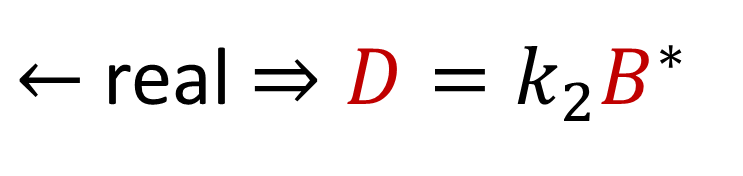 ← real ⇒ D = k₂B*